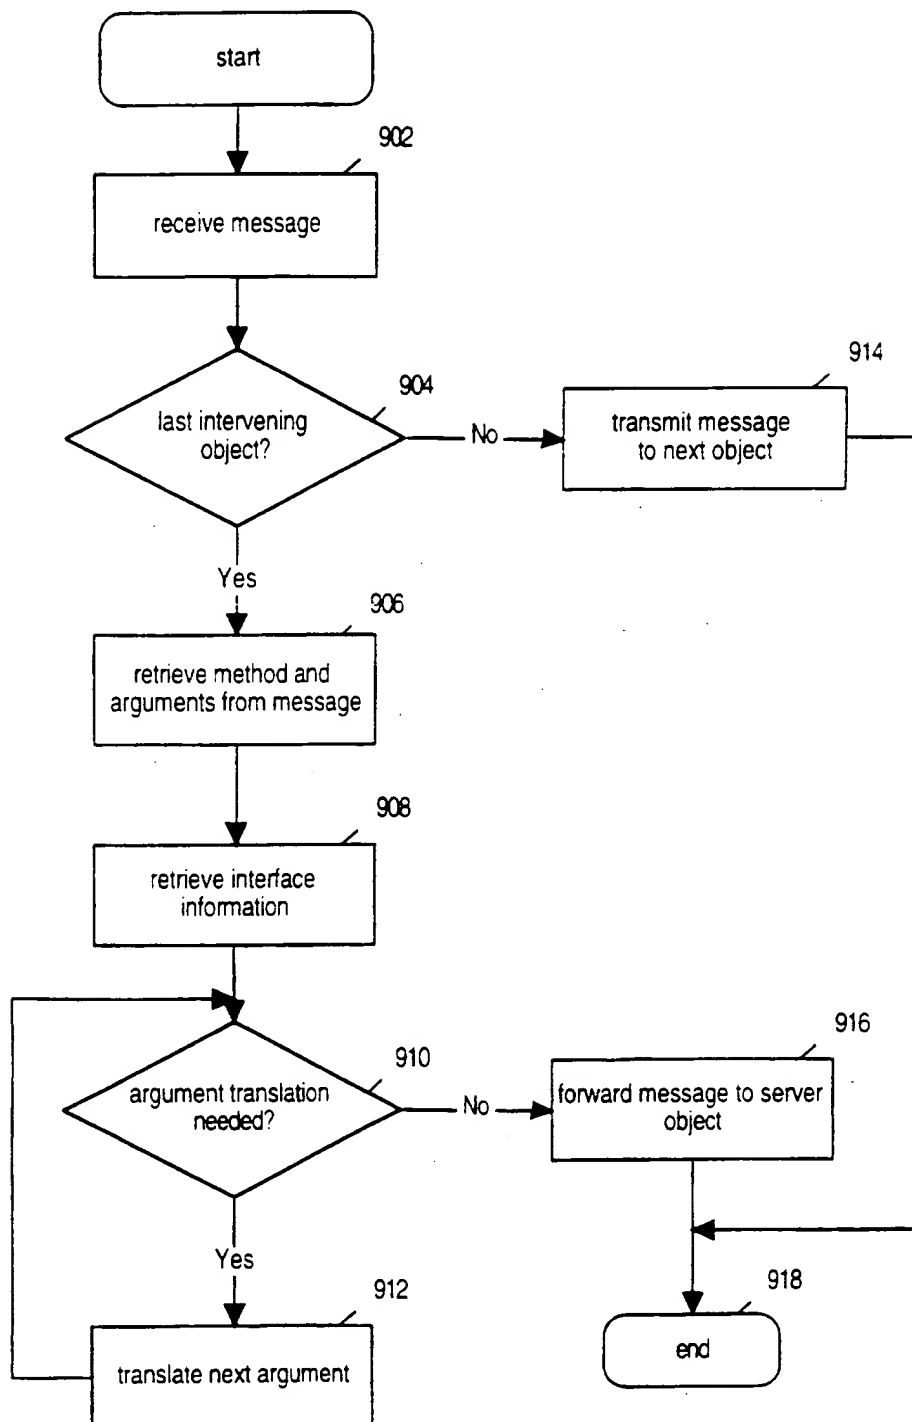 start
902
receive message
904
last intervening
object?
No
914
transmit message
to next object
Yes
906
retrieve method and
arguments from message
908
retrieve interface
information
910
argument translation
needed?
No
916
forward message to server
object
Yes
912
translate next argument
918
end